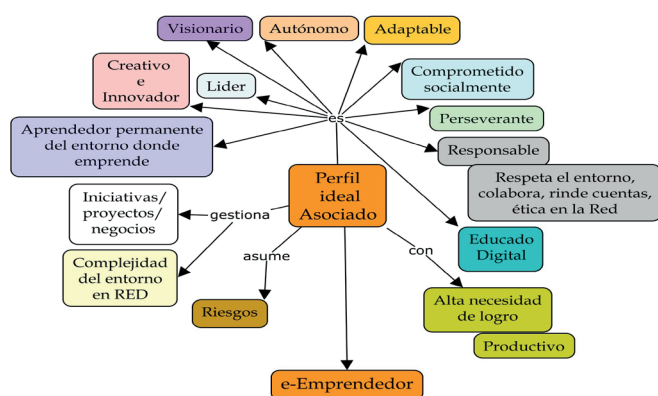 Visionario
Autónomo
Adaptable
Creativo
e
Innovador
Lider
Comprometido
socialmente
es
Perseverante
Aprendedor permanente
del entorno donde
emprende
Responsable
Respeta el entorno,
colabora, rinde cuentas,
ética en la Red
Perfil
ideal
Asociado
Iniciativas/
proyectos/
negocios
gestiona
Educado
Digital
Complejidad
del entorno
en RED
asume
con
Riesgos
Alta necesidad
de logro
Productivo
e-Emprendedor